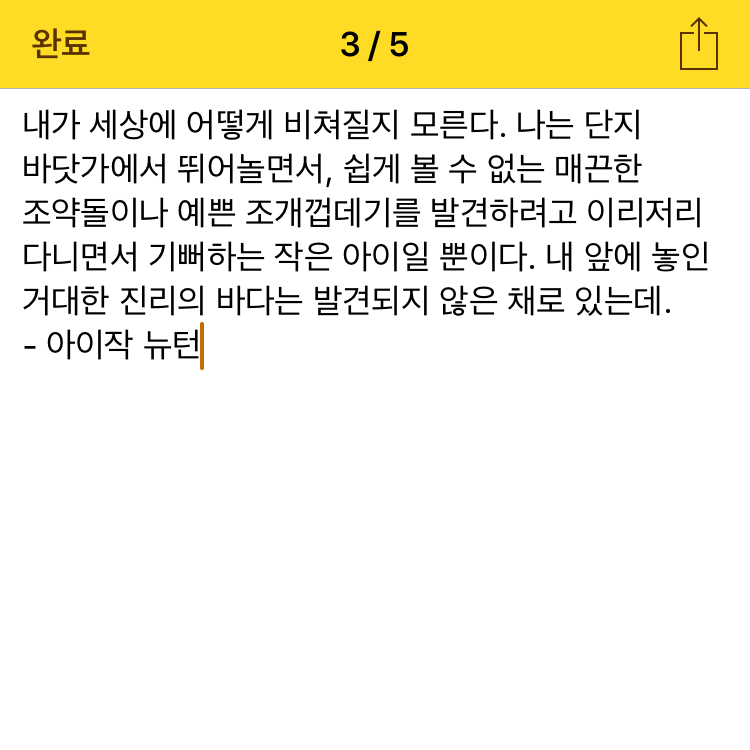 완료
3 / 5
내가 세상에 어떻게 비쳐질지 모른다. 나는 단지
바닷가에서 뛰어놀면서, 쉽게 볼 수 없는 매끈한
조약돌이나 예쁜 조개껍데기를 발견하려고 이리저리
다니면서 기뻐하는 작은 아이일 뿐이다. 내 앞에 놓인
거대한 진리의 바다는 발견되지 않은 채로 있는데.
- 아이작 뉴턴